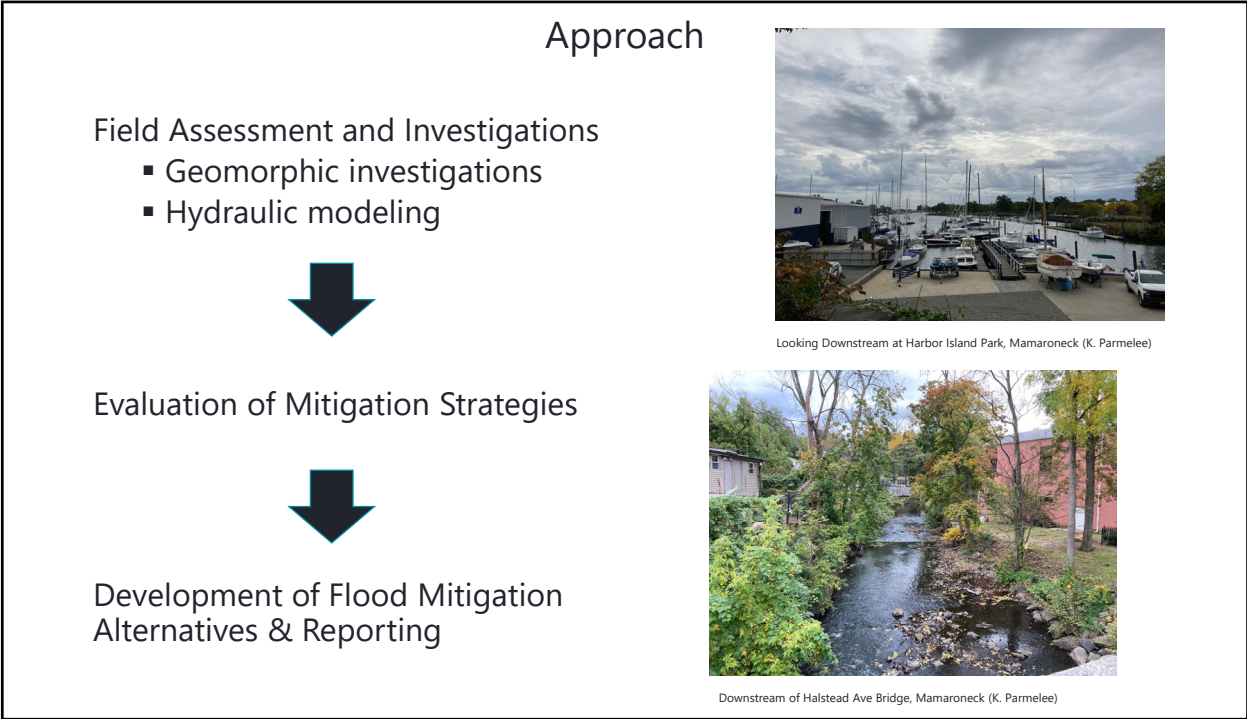 Approach
Field Assessment and Investigations
▪ Geomorphic investigations
▪ Hydraulic modeling
Evaluation of Mitigation Strategies
Development of Flood Mitigation
Alternatives & Reporting
Looking Downstream at Harbor Island Park, Mamaroneck (K. Parmelee)
Downstream of Halstead Ave Bridge, Mamaroneck (K. Parmelee)